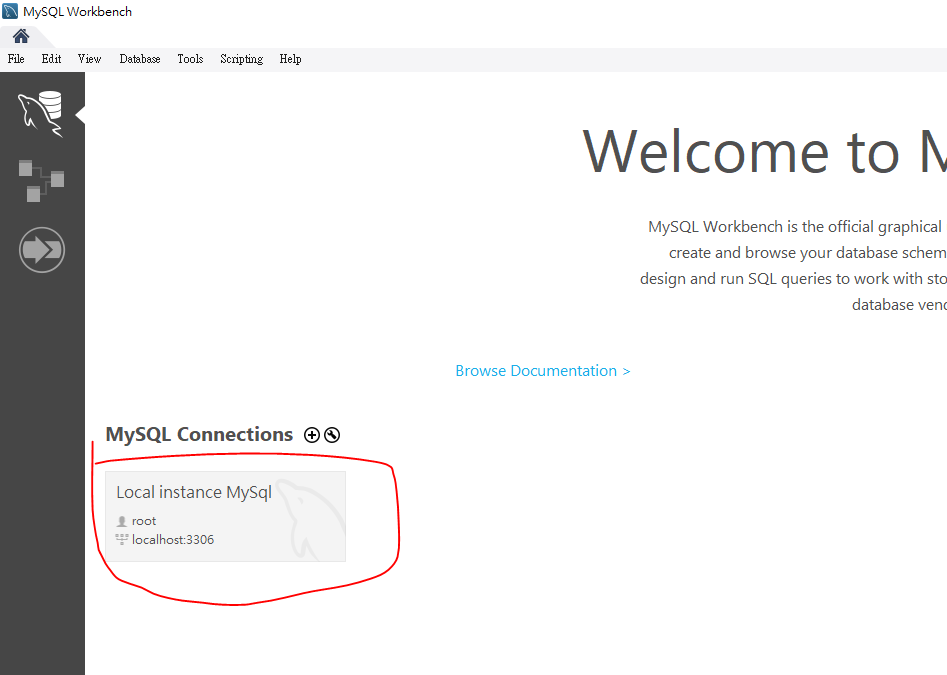 MySQL Workbench
File Edit View Database Tools Scripting Help
Welcome to
MySQL Workbench is the official graphical
create and browse your database schem
design and run SQL queries to work with sto
database vend
Browse Documentation >
MySQL Connections
Local instance MySql
root
localhost:3306